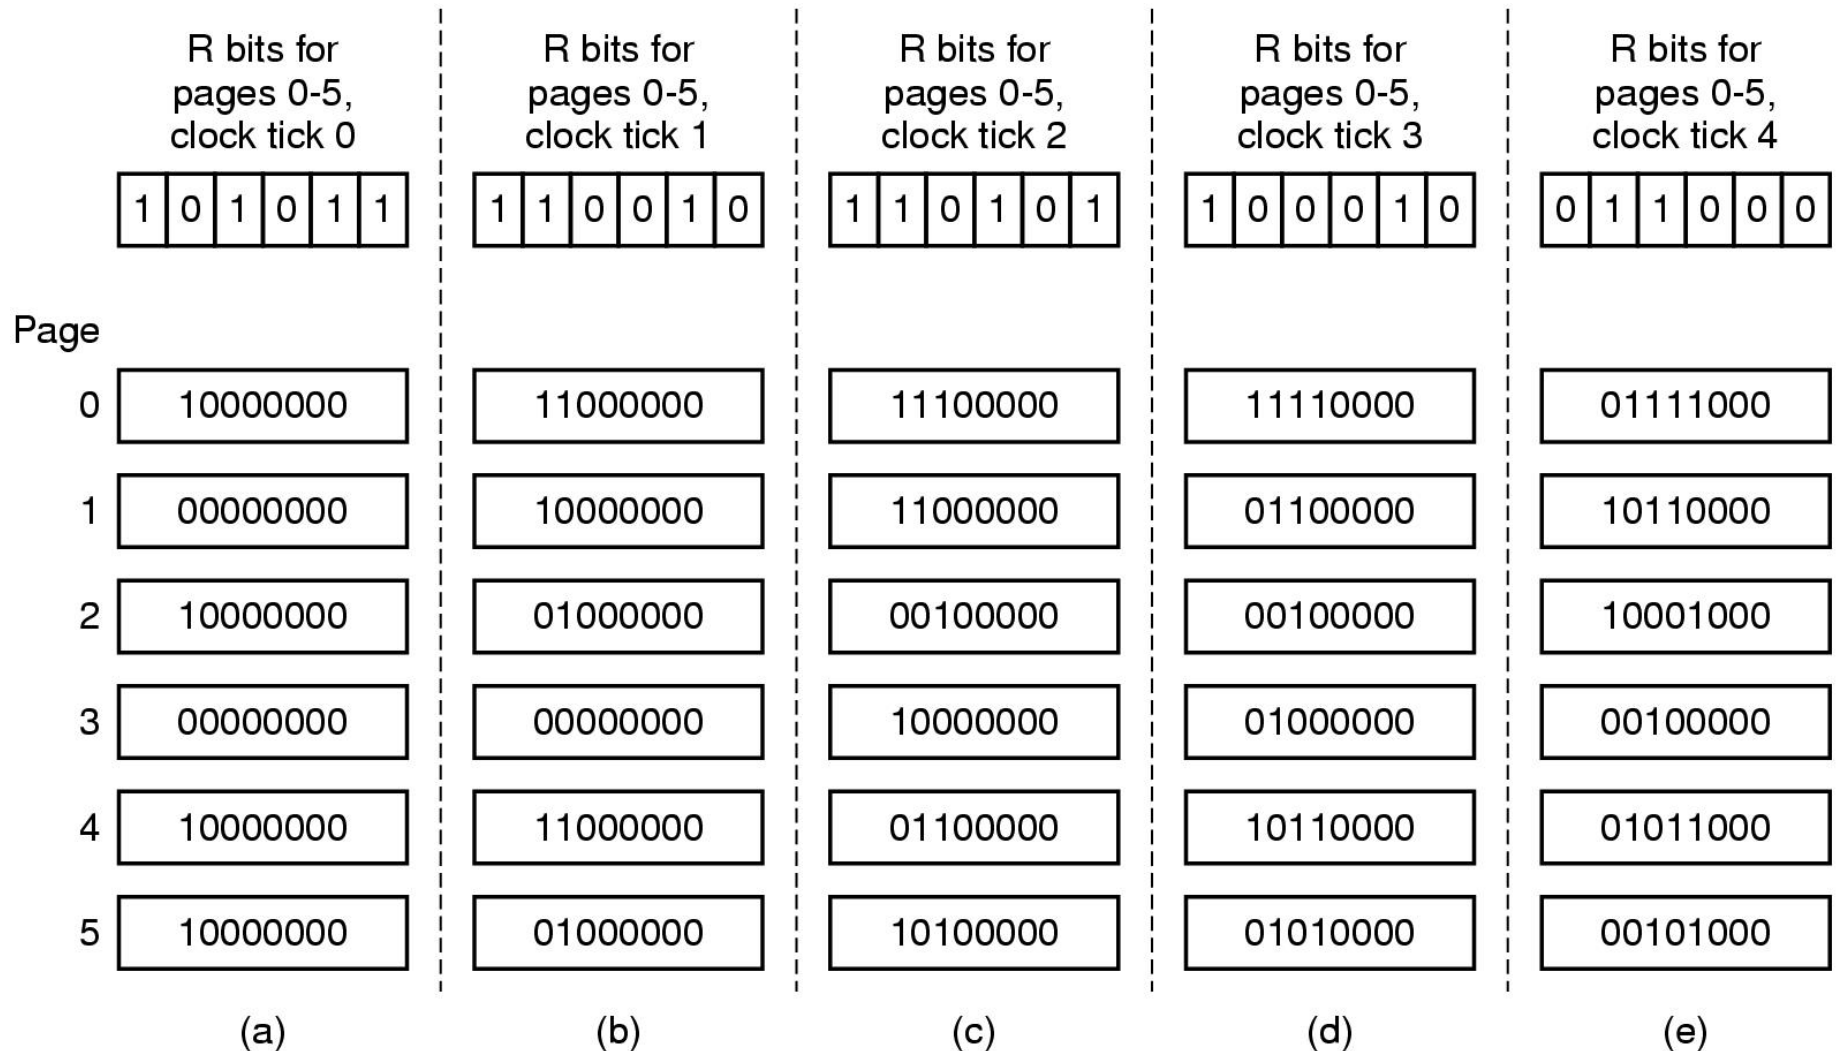 R bits for
pages 0-5,
clock tick 0
R bits for
pages 0-5,
clock tick 1
R bits for
pages 0-5,
clock tick 2
R bits for
pages 0-5,
clock tick 3
R bits for
pages 0-5,
clock tick 4
1 0 1 0 1 1
1 1 0 0 1 0
1 1 0 1 0 1
1 0 0 0 1 0
0 1 1 0 0 0
Page
0 10000000 11000000 11100000 11110000 01111000
1 00000000 10000000 11000000 01100000 10110000
2 10000000 01000000 00100000 00100000 10001000
3 00000000 00000000 10000000 01000000 00100000
4 10000000 11000000 01100000 10110000 01011000
5 10000000 01000000 10100000 01010000 00101000
(a) (b) (c) (d) (e)